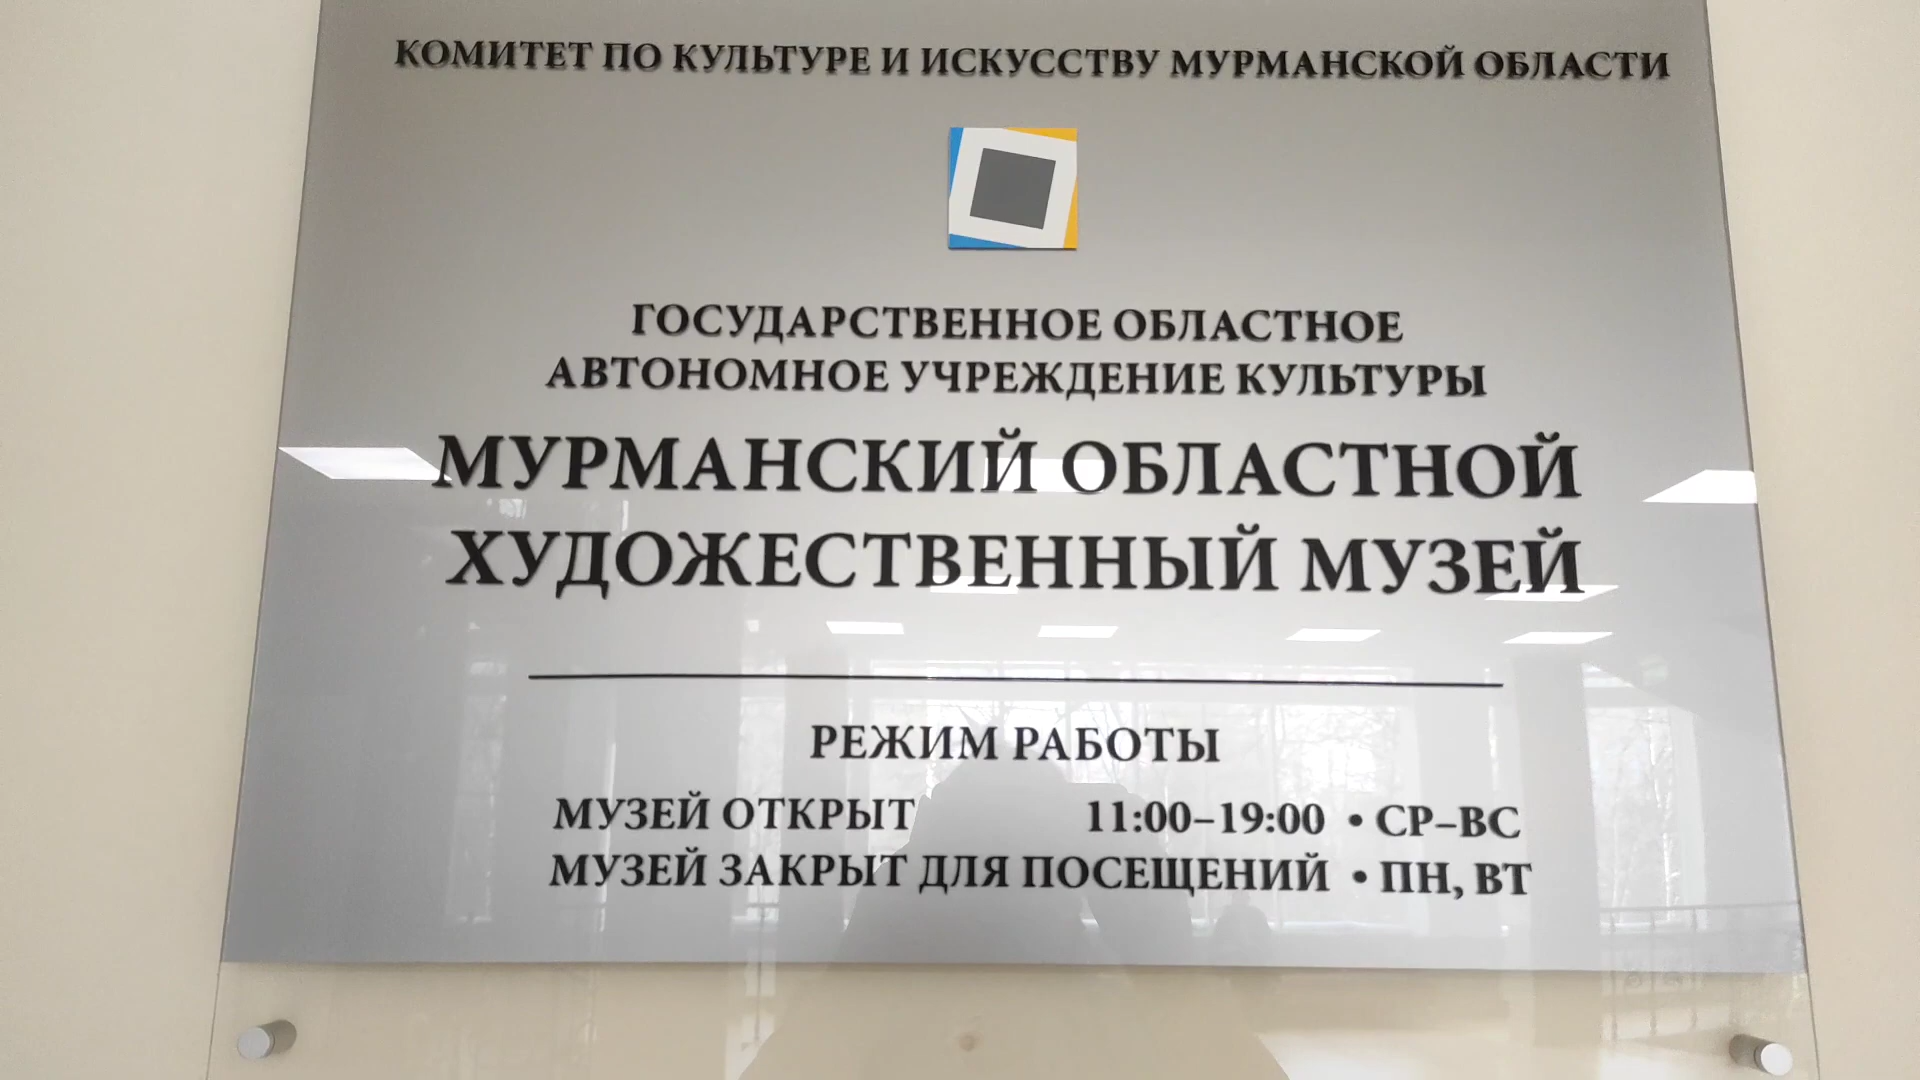 КОМИТЕТ ПО КУЛЬТУРЕ И ИСКУССТВУ МУРМАНСКОЙ ОБЛАСТИ
ГОСУДАРСТВЕННОЕ ОБЛАСТНОЕ
АВТОНОМНОЕ УЧРЕЖДЕНИЕ КУЛЬТУРЫ
МУРМАНСКИЙ ОБЛАСТНОЙ
ХУДОЖЕСТВЕННЫЙ МУЗЕЙ
РЕЖИМ РАБОТЫ
МУЗЕЙ ОТКРЫТ 11:00–19:00 • СР–ВС
МУЗЕЙ ЗАКРЫТ ДЛЯ ПОСЕЩЕНИЙ • ПН, ВТ